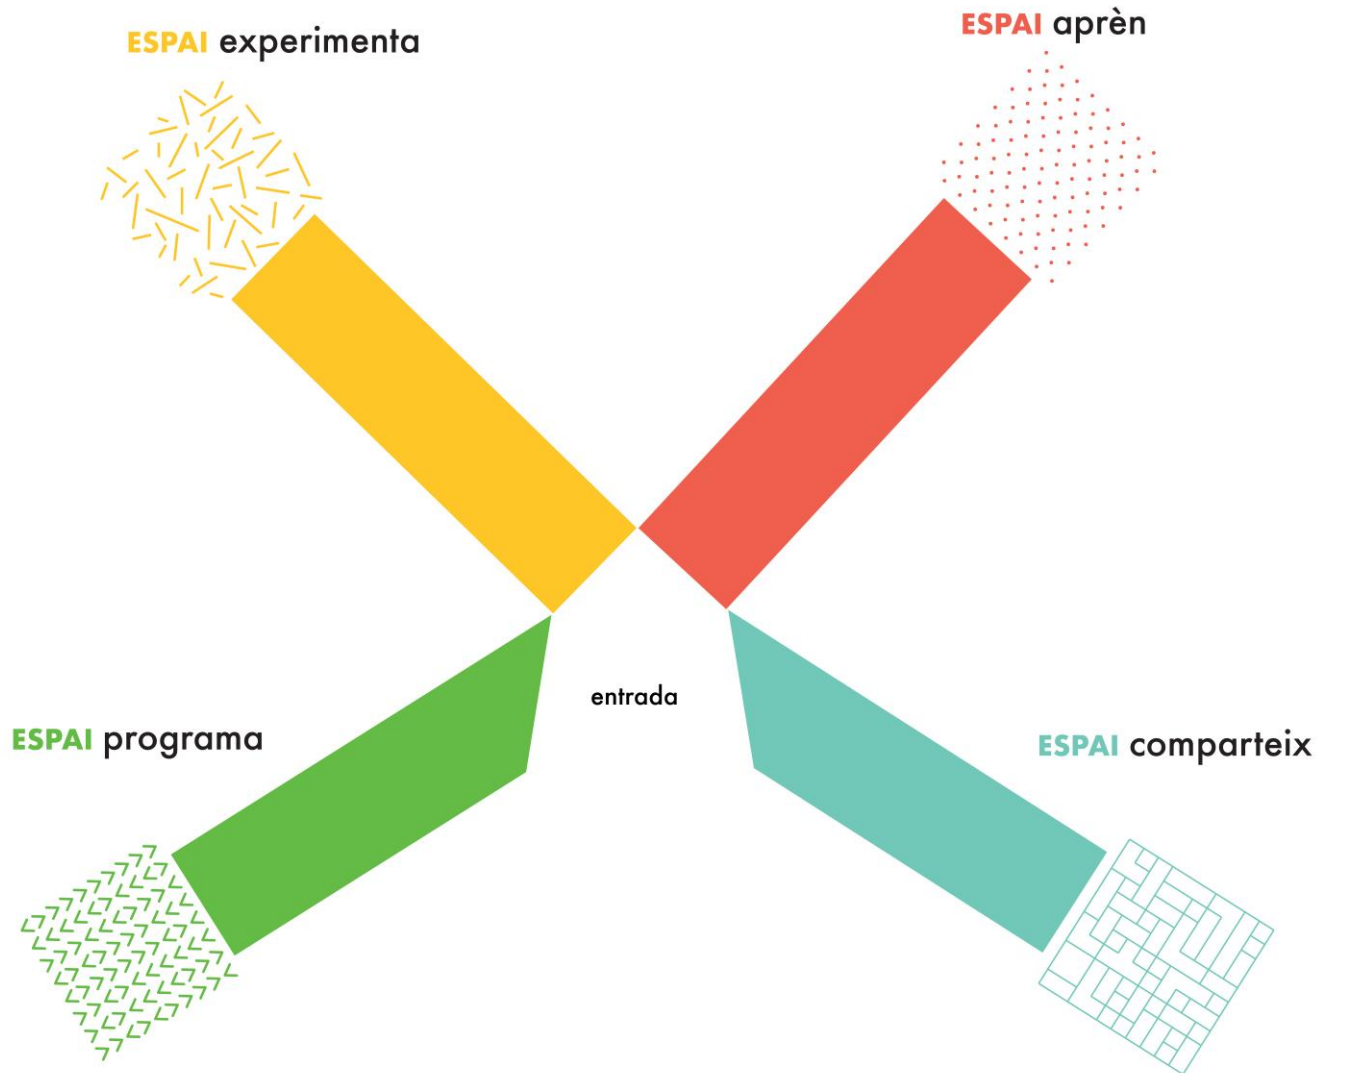 ESPAI experimenta
ESPAI aprèn
entrada
ESPAI programa
ESPAI comparteix